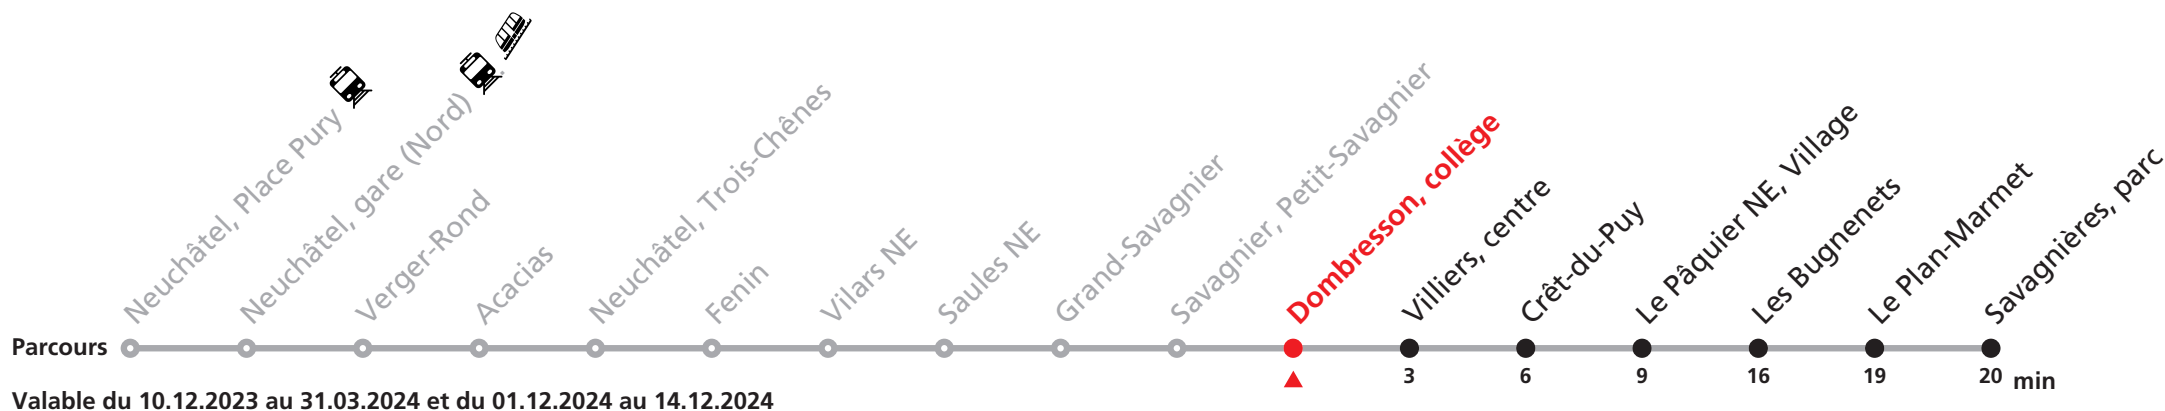 Neuchâtel, Place Pury
Neuchâtel, gare (Nord)
Verger-Rond
Acacias
Neuchâtel, Trois-Chênes
Fenin
Vilars NE
Saules NE
Grand-Savagnier
Savagnier, Petit-Savagnier
Dombresson, collège
Villiers, centre
Crêt-du-Puy
Le Pâquier NE, Village
Les Bugnenets
Le Plan-Marmet
Savagnières, parc
Parcours
3 6 9 16 19 20 min
Valable du 10.12.2023 au 31.03.2024 et du 01.12.2024 au 14.12.2024